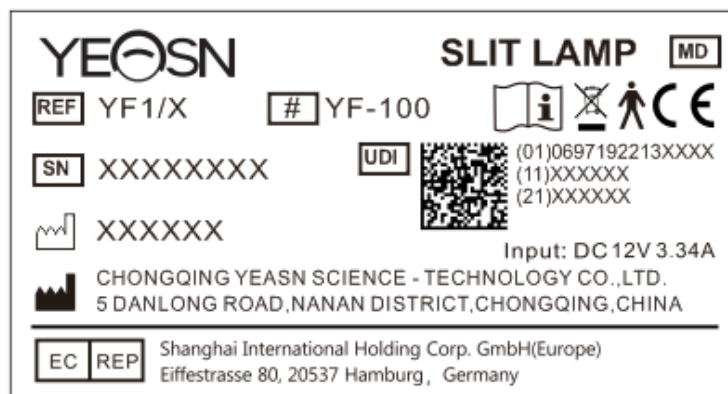 YEASN SLIT LAMP MD
REF YF1/X # YF-100
CE
SN XXXXXXXX UDI (01)0697192213XXXX
(11)XXXXXX
(21)XXXXXX
XXXXXX
Input: DC12V 3.34A
CHONGQING YEASN SCIENCE - TECHNOLOGY CO.,LTD.
5 DANLONG ROAD,NANAN DISTRICT,CHONGQING,CHINA
EC REP Shanghai International Holding Corp. GmbH(Europe)
Eiffestrasse 80, 20537 Hamburg, Germany